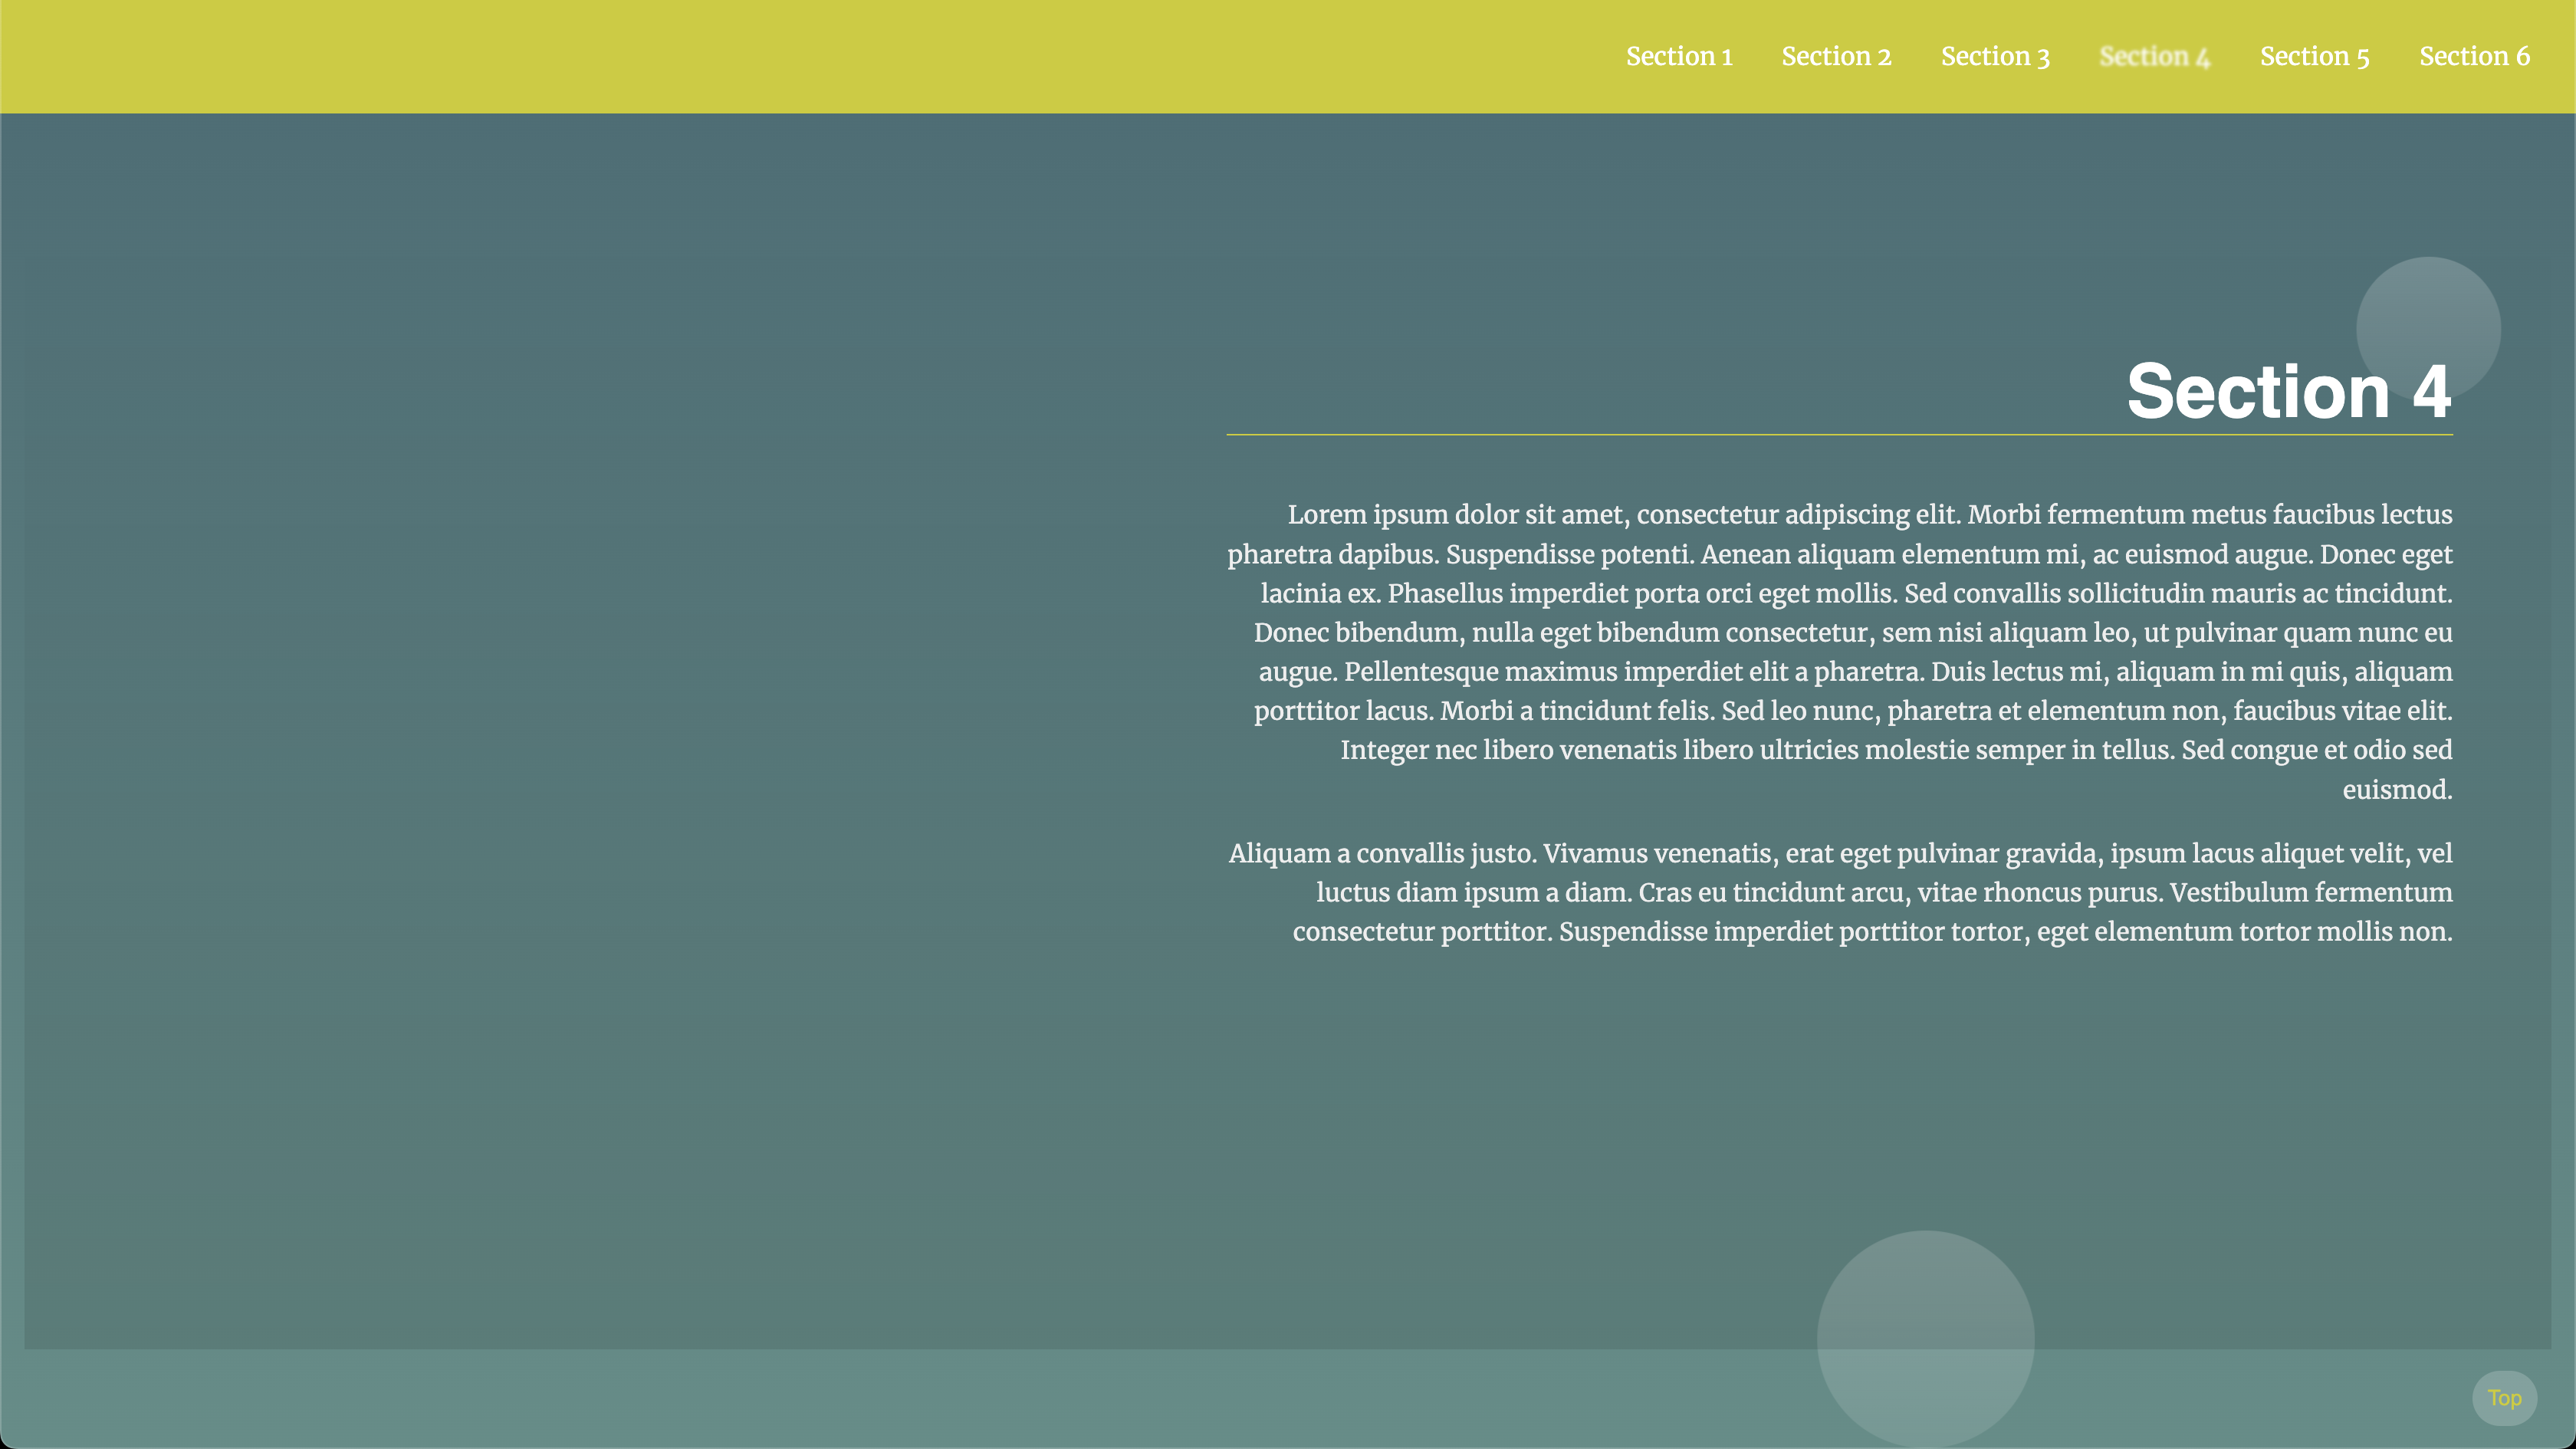 Section 1 Section 2 Section 3 Section 4 Section 5 Section 6
Section 4
Lorem ipsum dolor sit amet, consectetur adipiscing elit. Morbi fermentum metus faucibus lectus
pharetra dapibus. Suspendisse potenti. Aenean aliquam elementum mi, ac euismod augue. Donec eget
lacinia ex. Phasellus imperdiet porta orci eget mollis. Sed convallis sollicitudin mauris ac tincidunt.
Donec bibendum, nulla eget bibendum consectetur, sem nisi aliquam leo, ut pulvinar quam nunc eu
augue. Pellentesque maximus imperdiet elit a pharetra. Duis lectus mi, aliquam in mi quis, aliquam
porttitor lacus. Morbi a tincidunt felis. Sed leo nunc, pharetra et elementum non, faucibus vitae elit.
Integer nec libero venenatis libero ultricies molestie semper in tellus. Sed congue et odio sed
euismod.
Aliquam a convallis justo. Vivamus venenatis, erat eget pulvinar gravida, ipsum lacus aliquet velit, vel
luctus diam ipsum a diam. Cras eu tincidunt arcu, vitae rhoncus purus. Vestibulum fermentum
consectetur porttitor. Suspendisse imperdiet porttitor tortor, eget elementum tortor mollis non.
Top